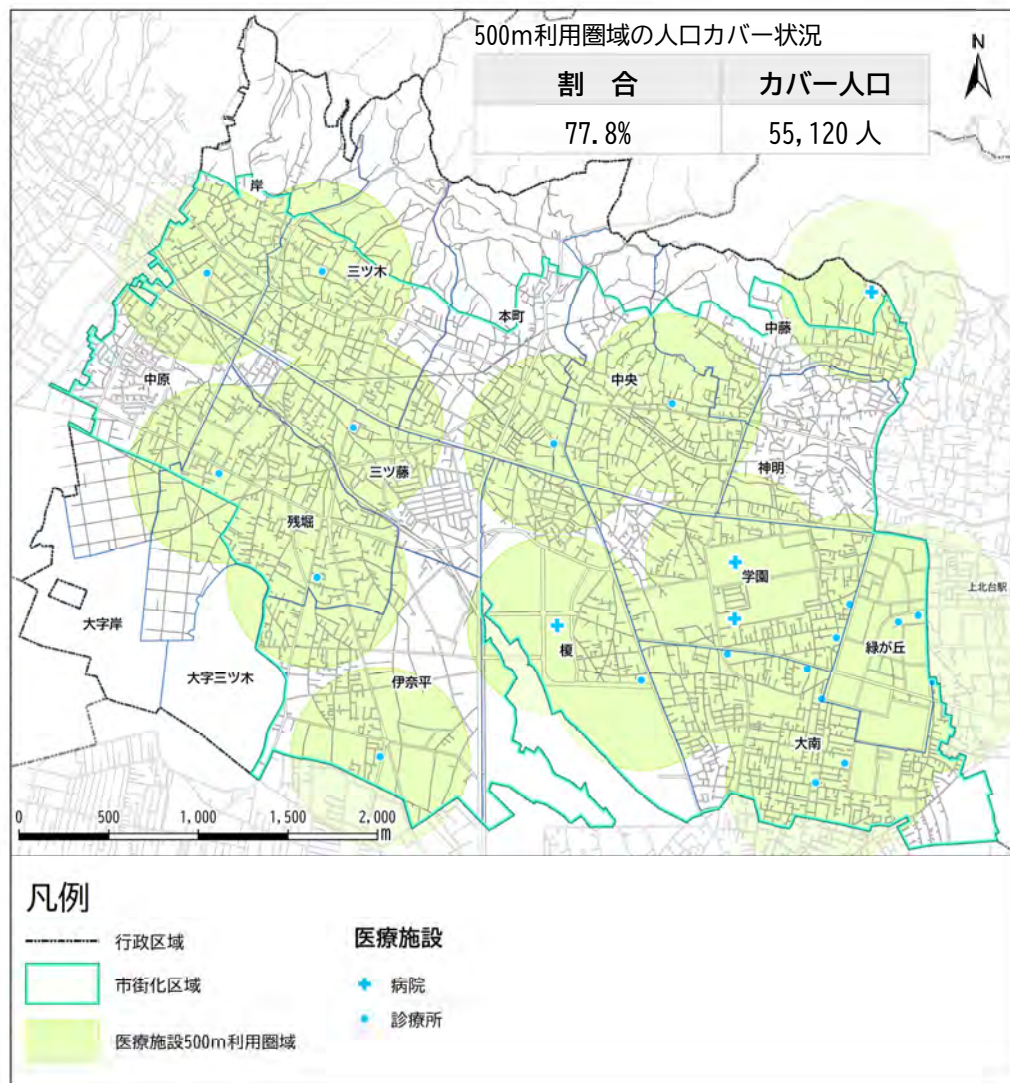 500m利用圏域の人口カバー状況
割 合 カバー人口
77.8% 55,120 人
N
岸
三ツ木
本町
中藤
中原
中央
三ツ藤
神明
残堀
学園
上北台駅
大字岸
榎
緑が丘
大字三ツ木
伊奈平
大南
0 500 1,000 1,500 2,000
m
凡例
行政区域
市街化区域
医療施設500m利用圏域
医療施設
病院
診療所